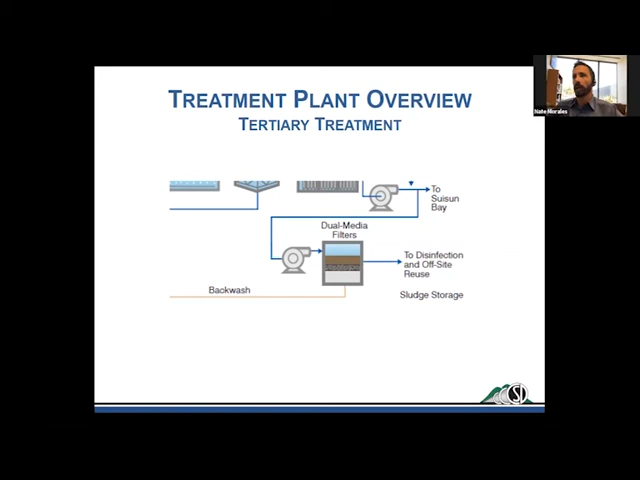 TREATMENT PLANT OVERVIEW
TERTIARY TREATMENT
Nate Morales
To
Suisun
Bay
Dual-Media
Filters
To Disinfection
and Off-Site
Reuse
Backwash
Sludge Storage